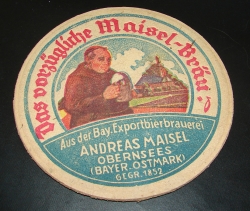 Das vorzügliche Maisel-Bräu
Aus der Bay. Exportbierbrauerei
ANDREAS MAISEL
OBERNSEES
(BAYER. OSTMARK)
GEGR. 1852